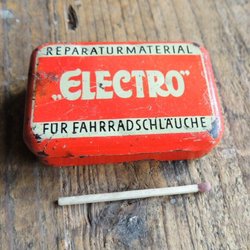 REPARATURMATERIAL
„ELECTRO"
FÜR FAHRRADSCHLÄUCHE